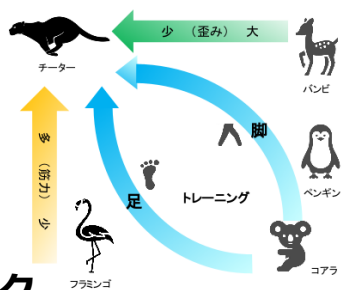 少 （歪み） 大
チーター
バンビ
脚
多 （筋力） 少
ペンギン
足
トレーニング
コアラ
フラミンゴ
ク